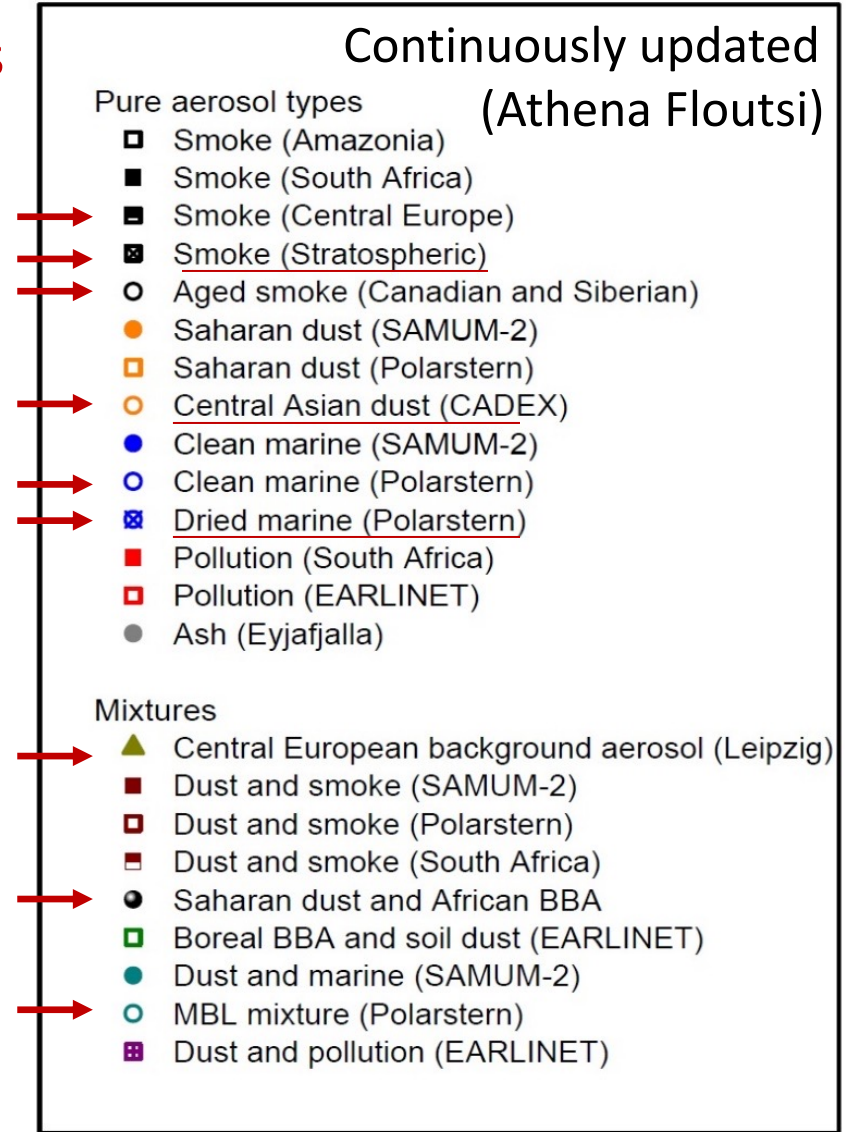 s
Continuously updated
(Athena Floutsi)
Pure aerosol types
Smoke (Amazonia)
Smoke (South Africa)
Smoke (Central Europe)
Smoke (Stratospheric)
Aged smoke (Canadian and Siberian)
Saharan dust (SAMUM-2)
Saharan dust (Polarstern)
Central Asian dust (CADEX)
Clean marine (SAMUM-2)
Clean marine (Polarstern)
Dried marine (Polarstern)
Pollution (South Africa)
Pollution (EARLINET)
Ash (Eyjafjalla)
Mixtures
Central European background aerosol (Leipzig)
Dust and smoke (SAMUM-2)
Dust and smoke (Polarstern)
Dust and smoke (South Africa)
Saharan dust and African BBA
Boreal BBA and soil dust (EARLINET)
Dust and marine (SAMUM-2)
MBL mixture (Polarstern)
Dust and pollution (EARLINET)